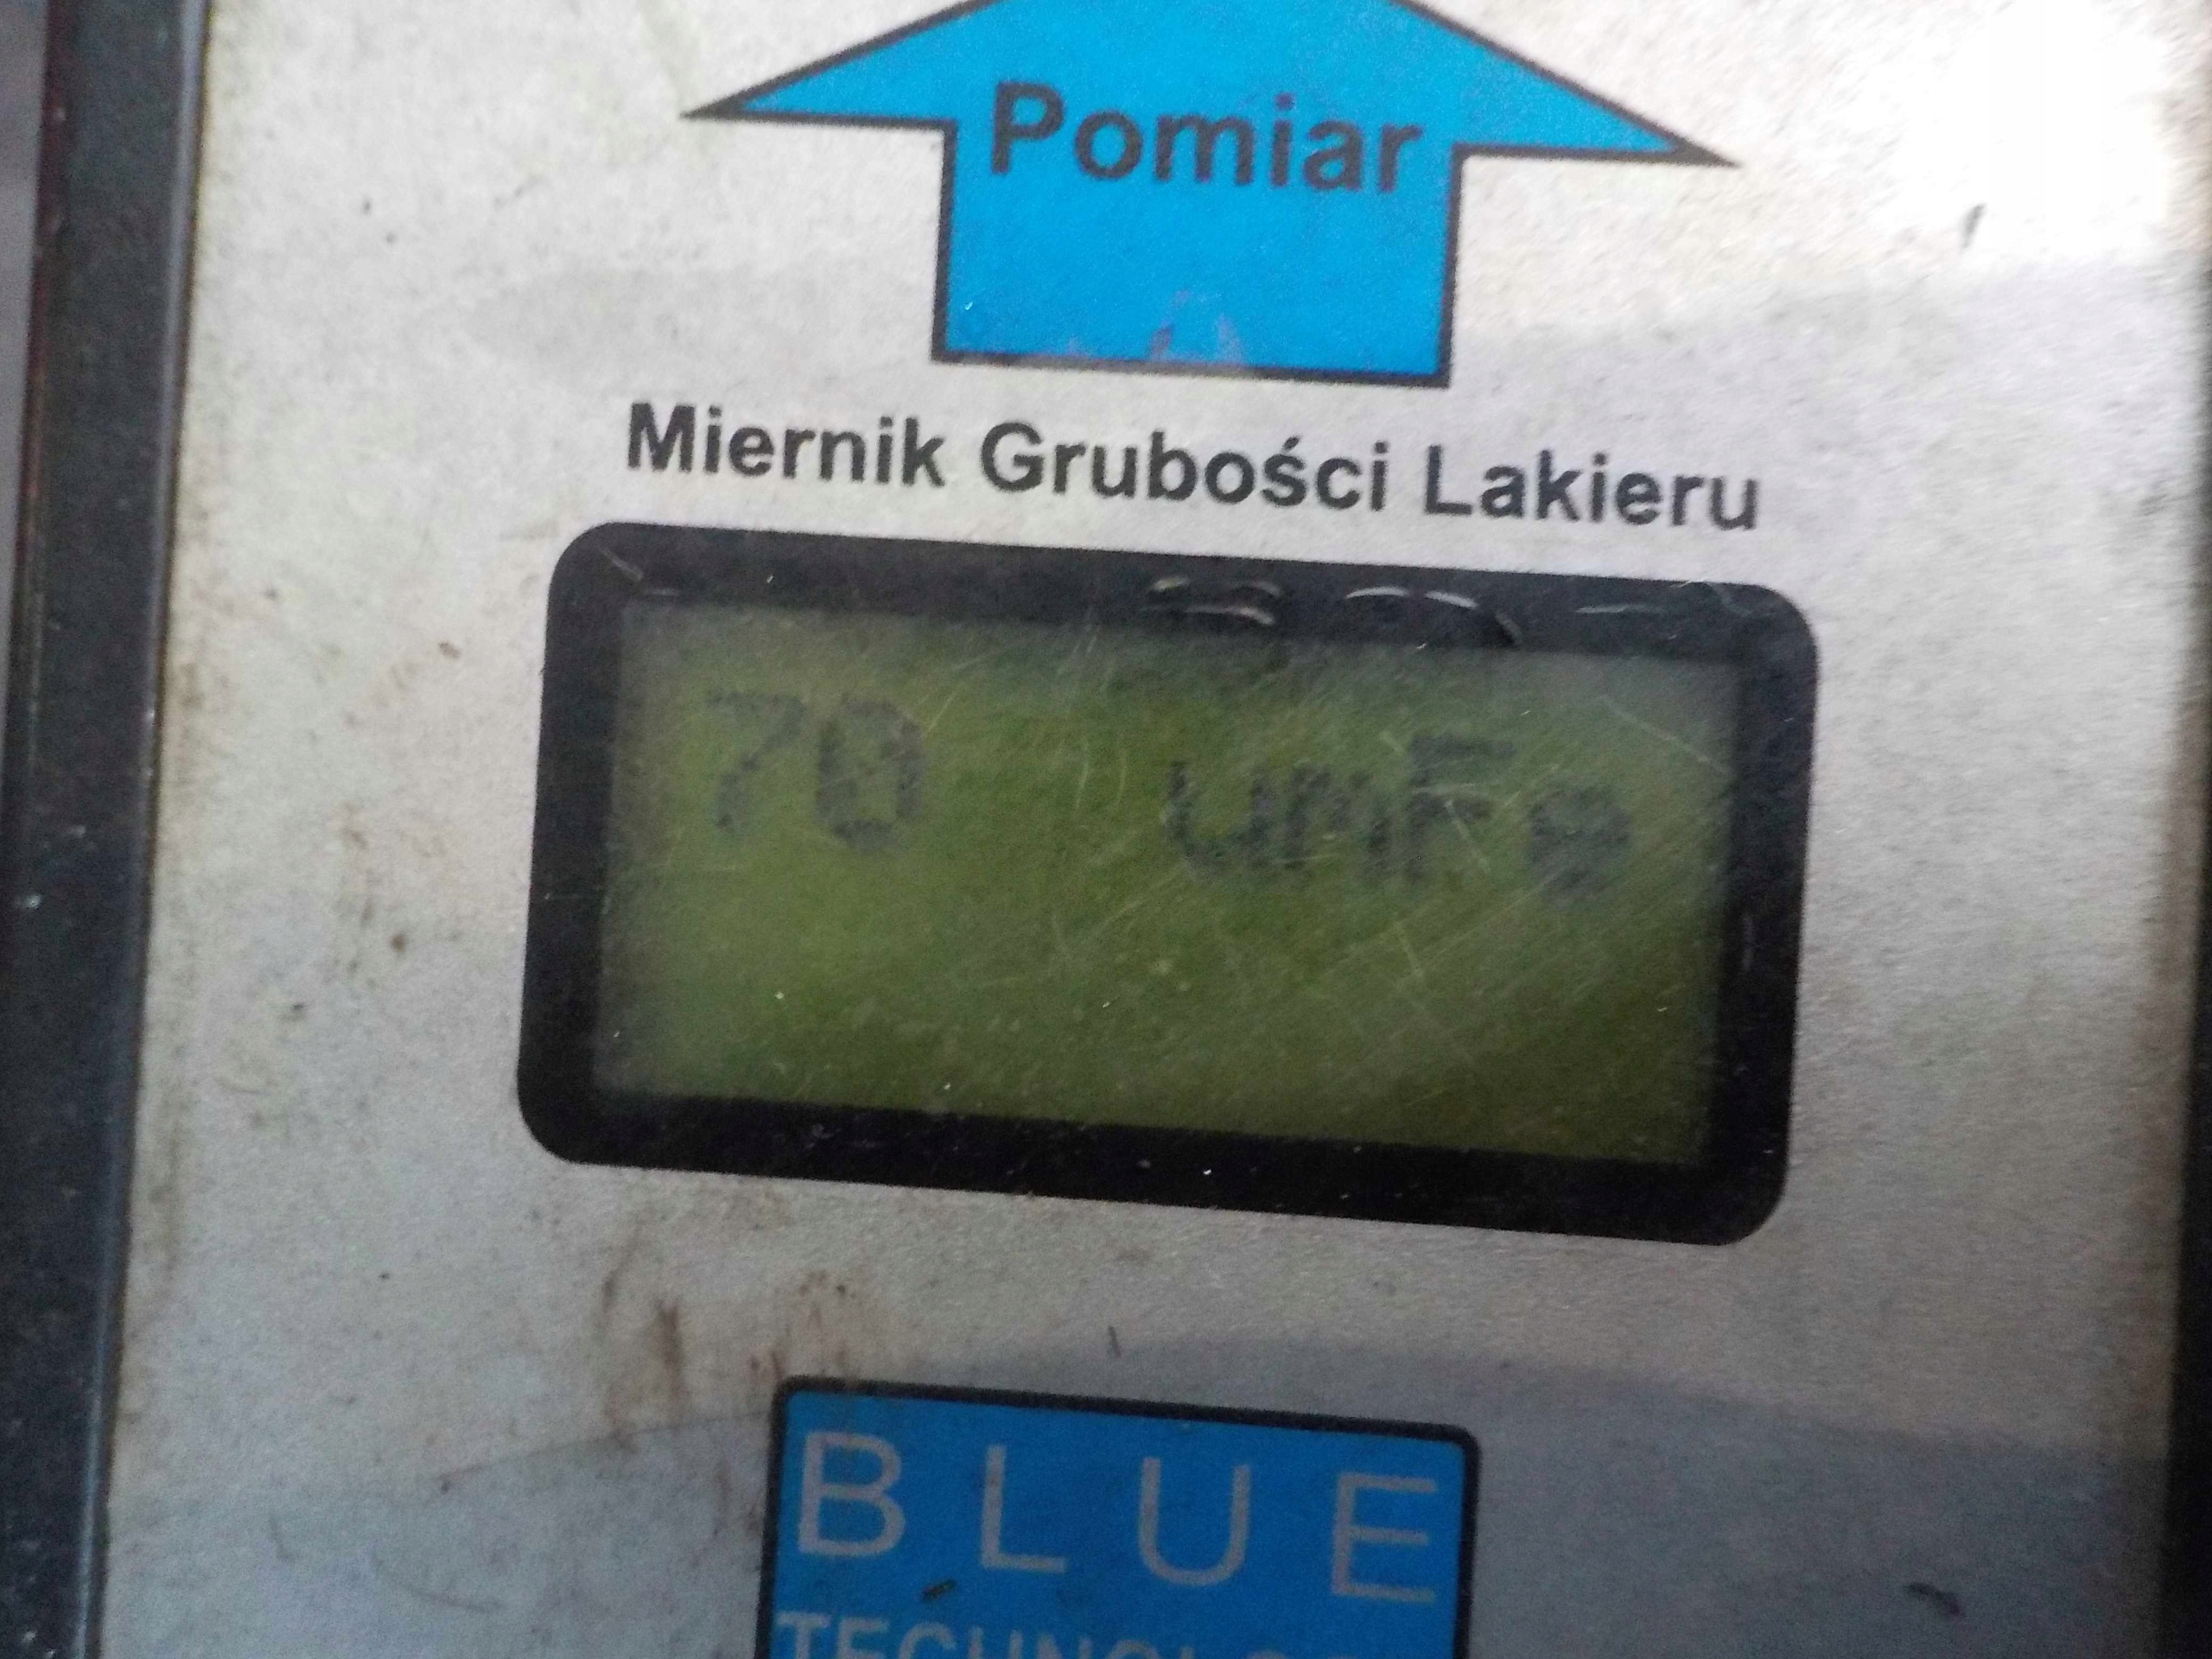 Pomiar
Miernik Grubości Lakieru
70 umFe
BLUE